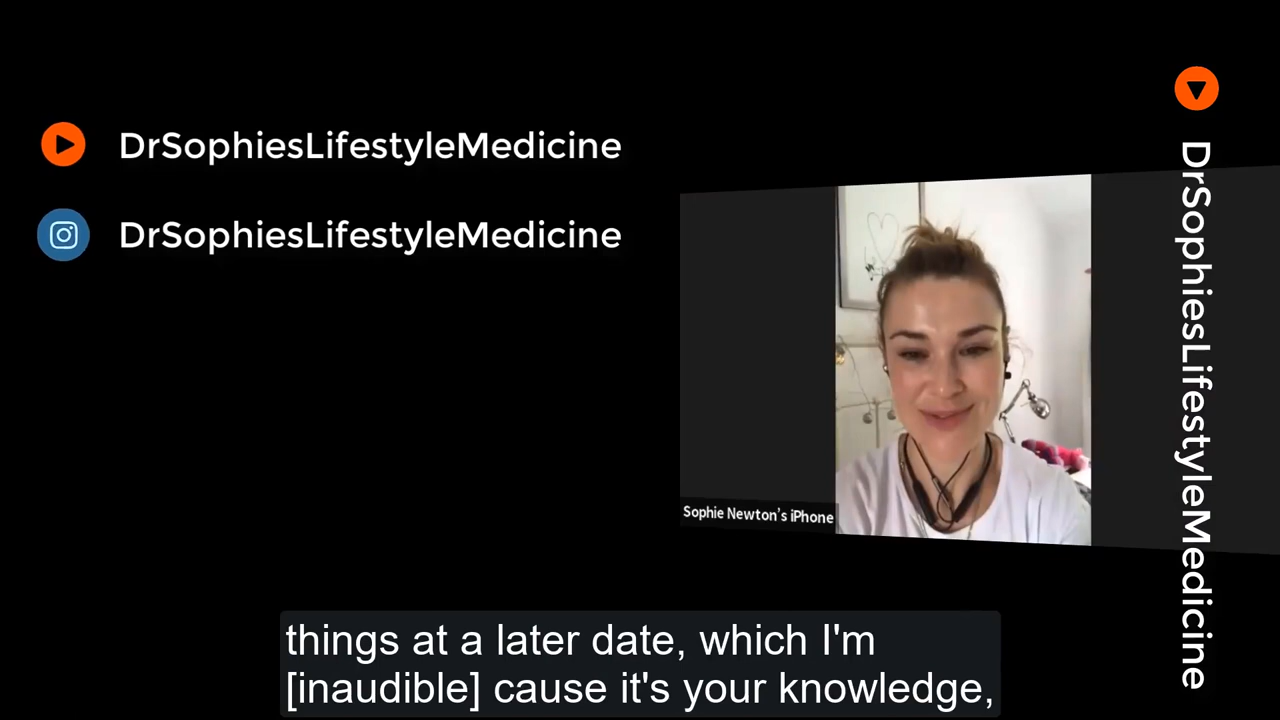 DrSophiesLifestyleMedicine
DrSophiesLifestyleMedicine
DrSophiesLifestyleMedicine
Sophie Newton's iPhone
things at a later date, which I'm
[inaudible] cause it's your knowledge,